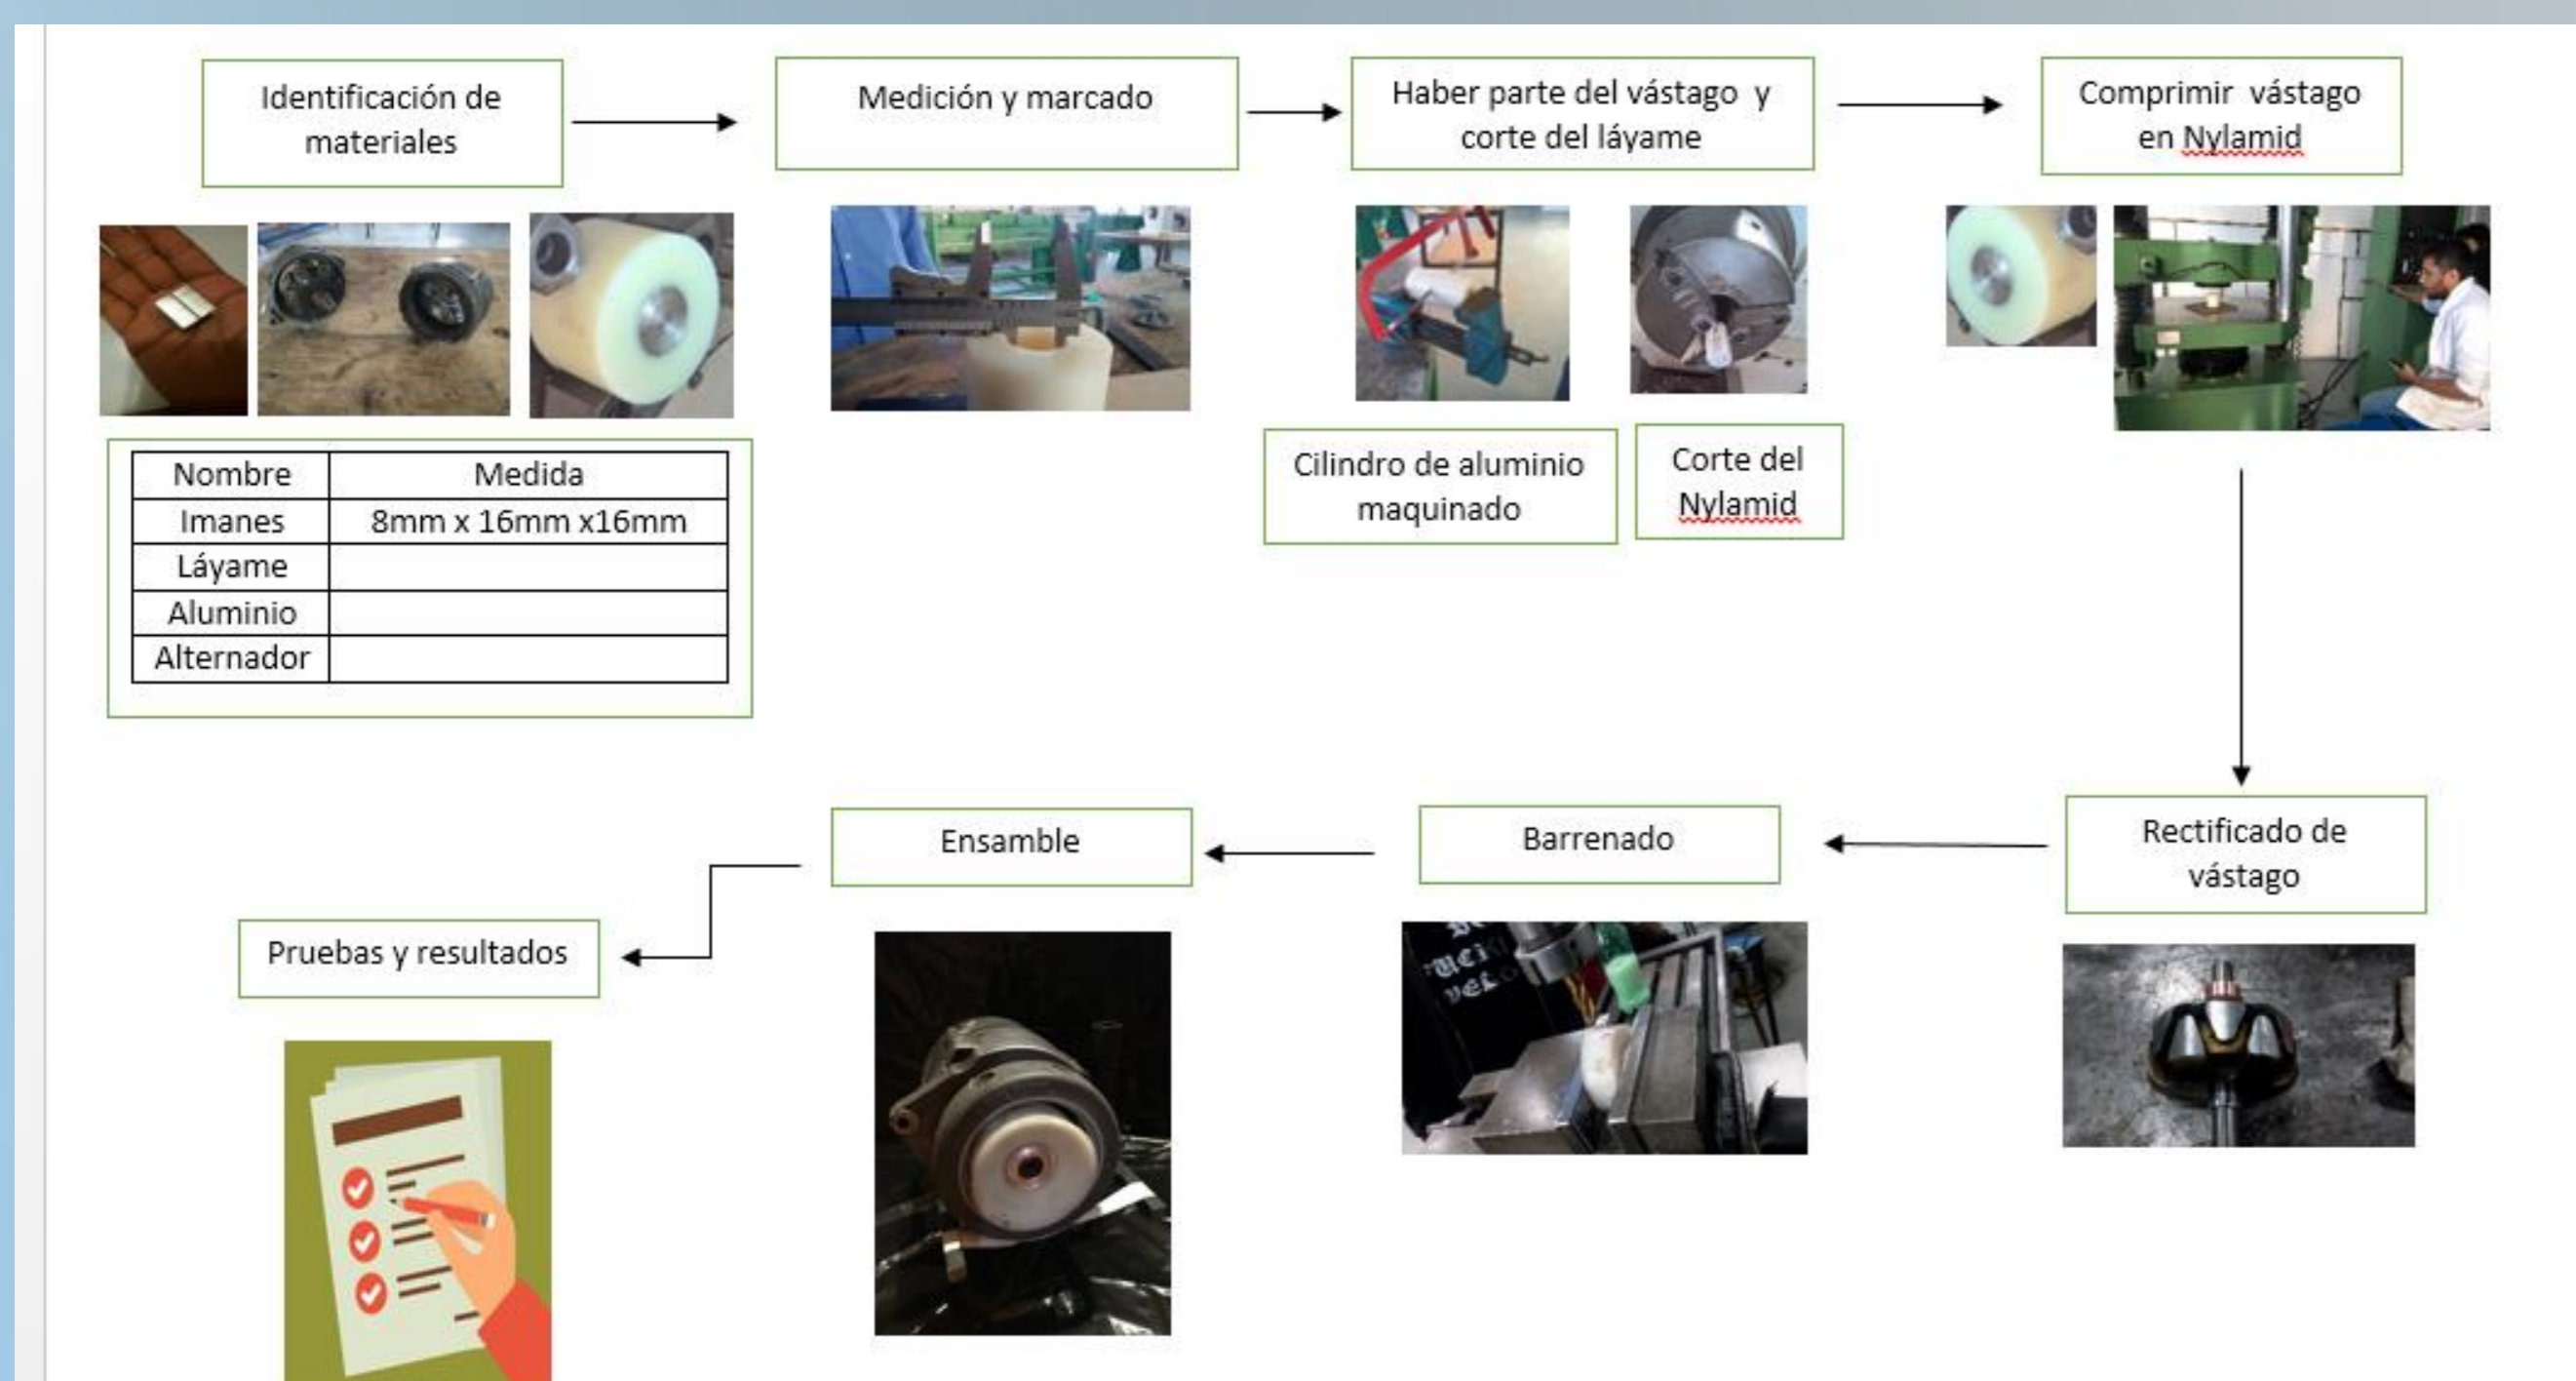 Identificación de
materiales
Medición y marcado
Haber parte del vástago y
corte del láyame
Comprimir vástago
en Nylamid
Nombre Medida
Imanes 8mm x 16mm x16mm
Láyame
Aluminio
Alternador
Cilindro de aluminio
maquinado
Corte del
Nylamid
Rectificado de
vástago
Barrenado
Ensamble
Pruebas y resultados